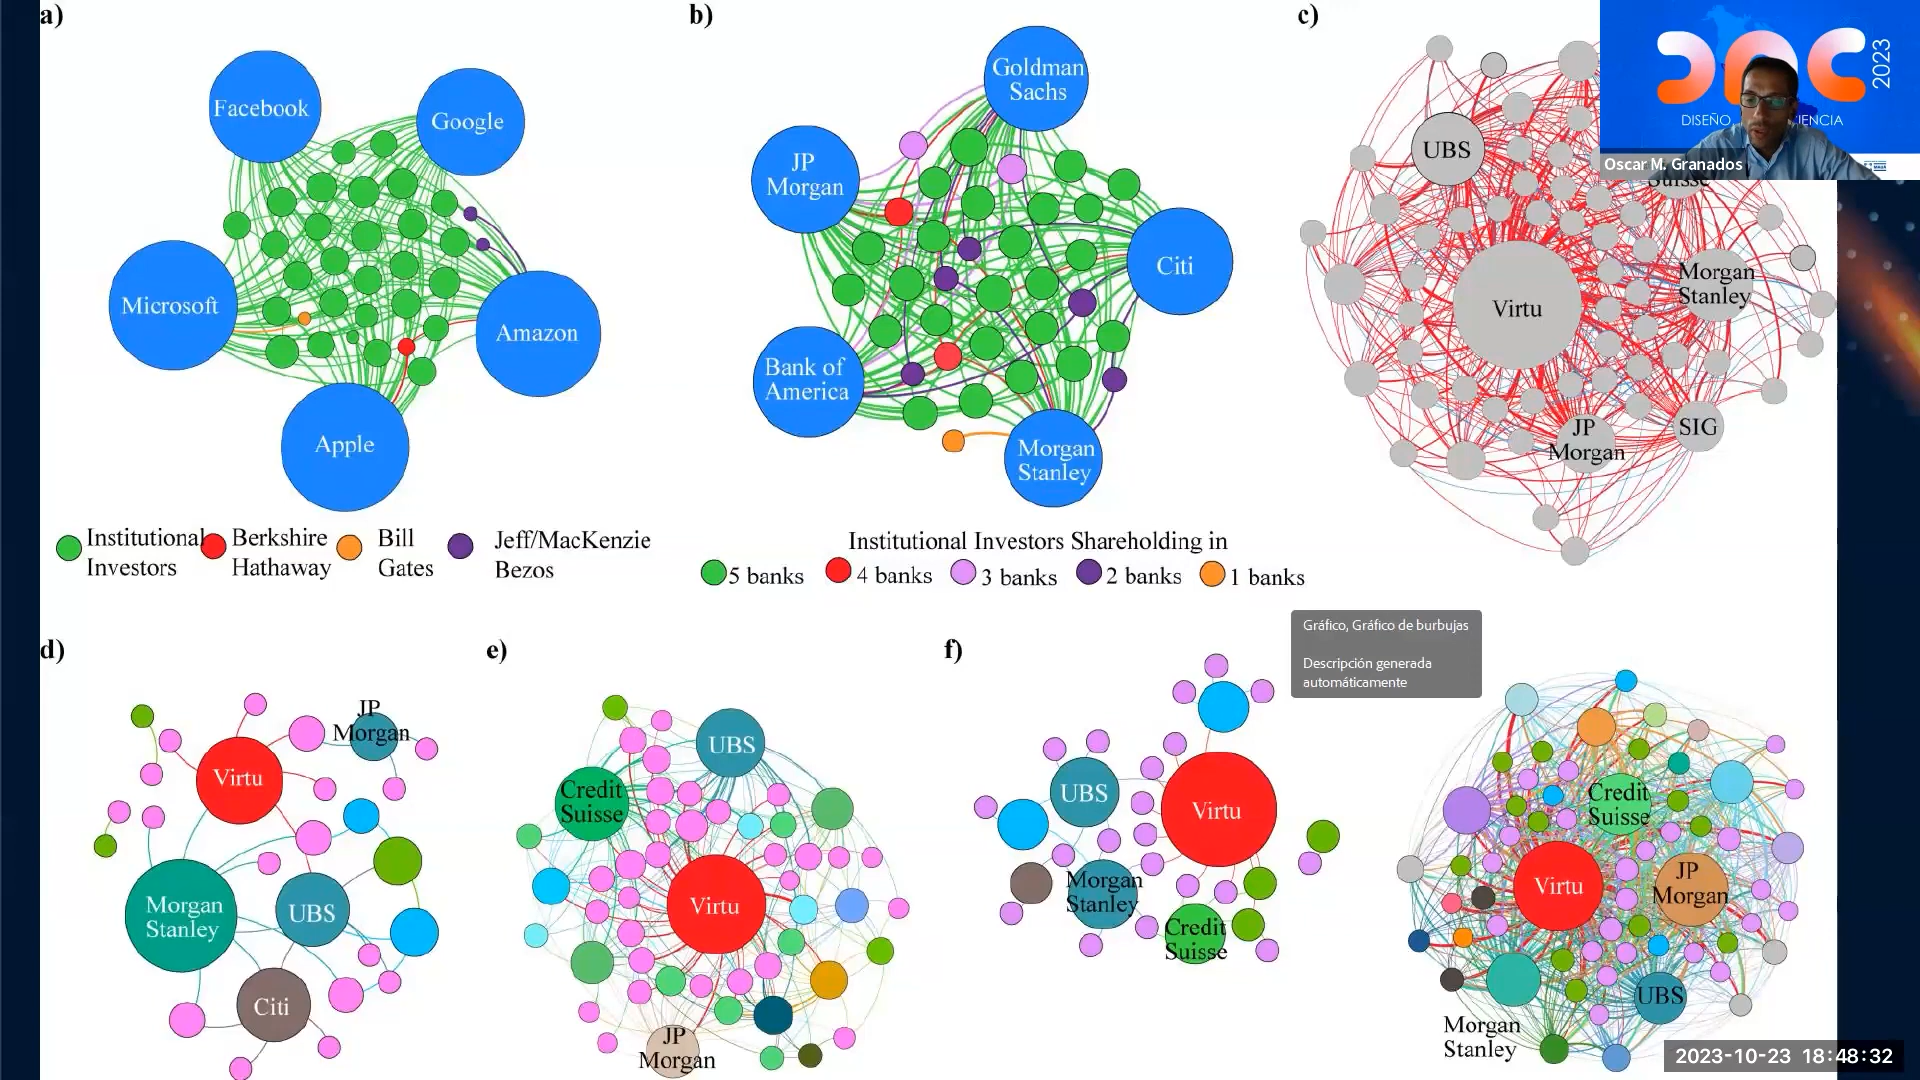 a)
Facebook
Google
Microsoft
Amazon
Apple
Institutional
Investors
Berkshire
Hathaway
Bill
Gates
Jeff/MacKenzie
Bezos
b)
Goldman
Sachs
JP
Morgan
Citi
Bank of
America
Morgan
Stanley
Institutional Investors Shareholding in
5 banks
4 banks
3 banks
2 banks
1 banks
c)
UBS
Suisse
Virtu
Morgan
Stanley
JP
Morgan
SIG
2023
DISEÑO,
CIENCIA
Oscar M. Granados
Gráfico, Gráfico de burbujas
Descripción generada
automáticamente
d)
JP
Morgan
Virtu
Morgan
Stanley
UBS
Citi
e)
UBS
Credit
Suisse
Virtu
JP
Morgan
f)
UBS
Virtu
Morgan
Stanley
Credit
Suisse
Credit
Suisse
Virtu
JP
Morgan
UBS
Morgan
Stanley
2023-10-23 18:48:32